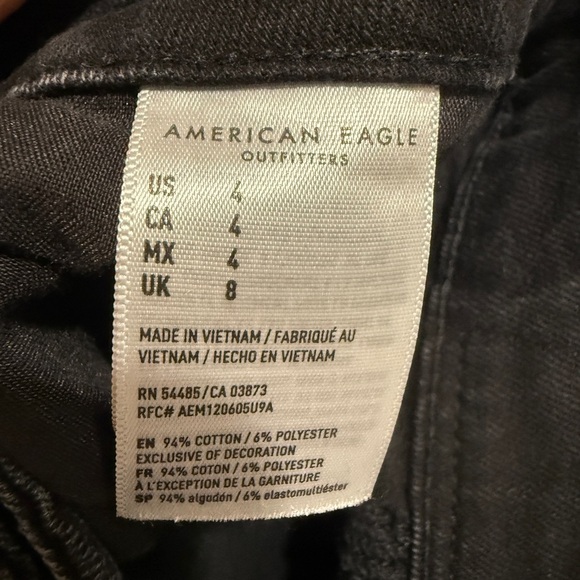 AMERICAN EAGLE
OUTFITTERS
US 4
CA 4
MX 4
UK 8
MADE IN VIETNAM / FABRIQUÉ AU
VIETNAM / HECHO EN VIETNAM
RN 54485/CA 03873
RFC# AEM120605U9A
EN 94% COTTON / 6% POLYESTER
EXCLUSIVE OF DECORATION
FR 94% COTON / 6% POLYESTER
À L'EXCEPTION DE LA GARNITURE
SP 94% algodón / 6% elastomultiéster